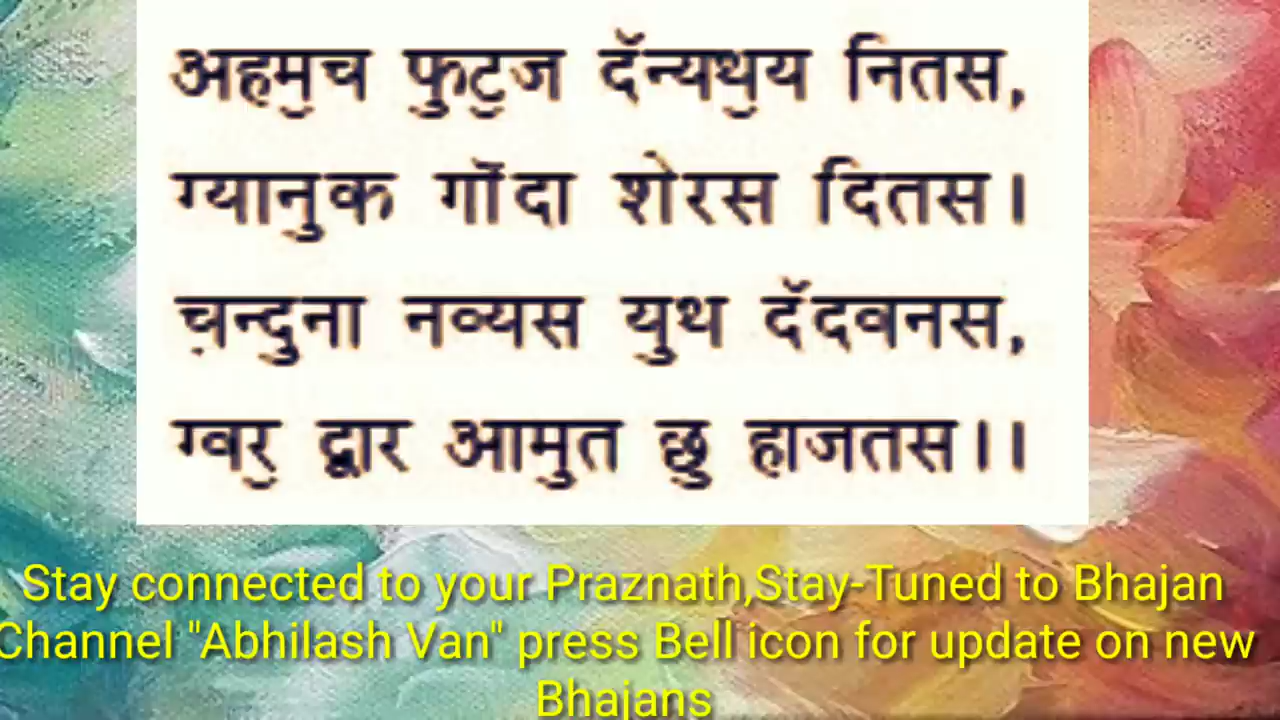 अहमॖच फुटॖज दॅन्यथॖय नितस,
ग्यानुक गोँदा शेरस दितस।
च़न्दुना नव्यस युथ दॅदवनस,
ग्वरॖ द्वार आमुत छु हाजतस।।
Stay connected to your Praznath,Stay-Tuned to Bhajan
Channel "Abhilash Van" press Bell icon for update on new
Bhajans